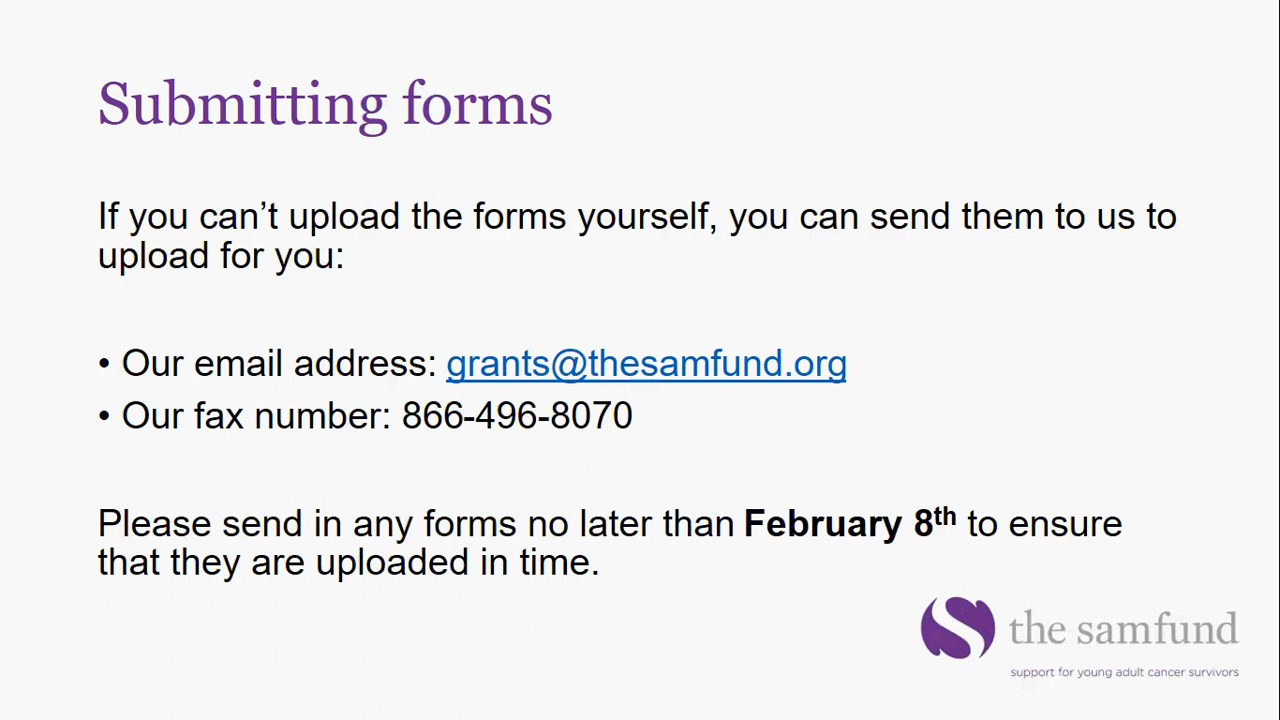 Submitting forms
If you can’t upload the forms yourself, you can send them to us to
upload for you:
• Our email address: grants@thesamfund.org
• Our fax number: 866-496-8070
Please send in any forms no later than February 8th to ensure
that they are uploaded in time.
the samfund
support for young adult cancer survivors